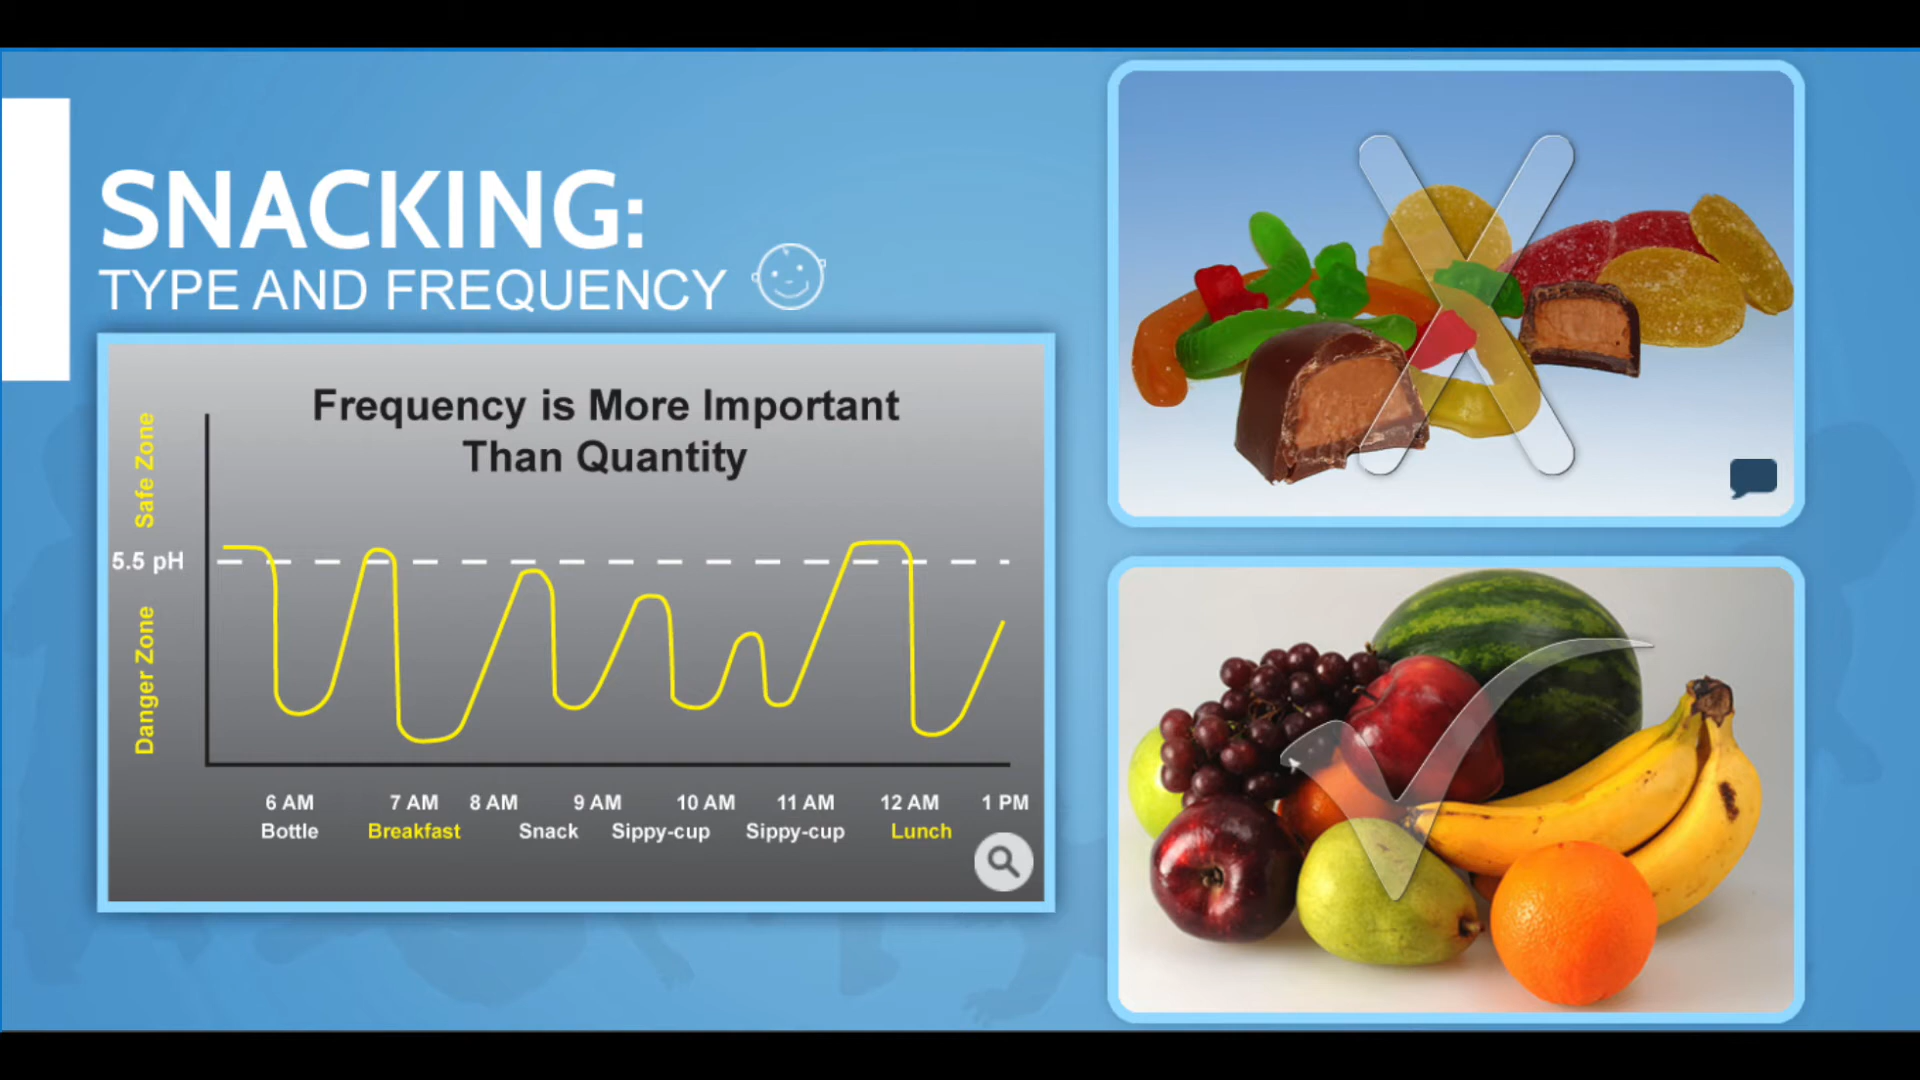 SNACKING:
TYPE AND FREQUENCY
Frequency is More Important
Than Quantity
Safe Zone
5.5 pH
Danger Zone
6 AM 7 AM 8 AM 9 AM 10 AM 11 AM 12 AM 1 PM
Bottle Breakfast Snack Sippy-cup Sippy-cup Lunch